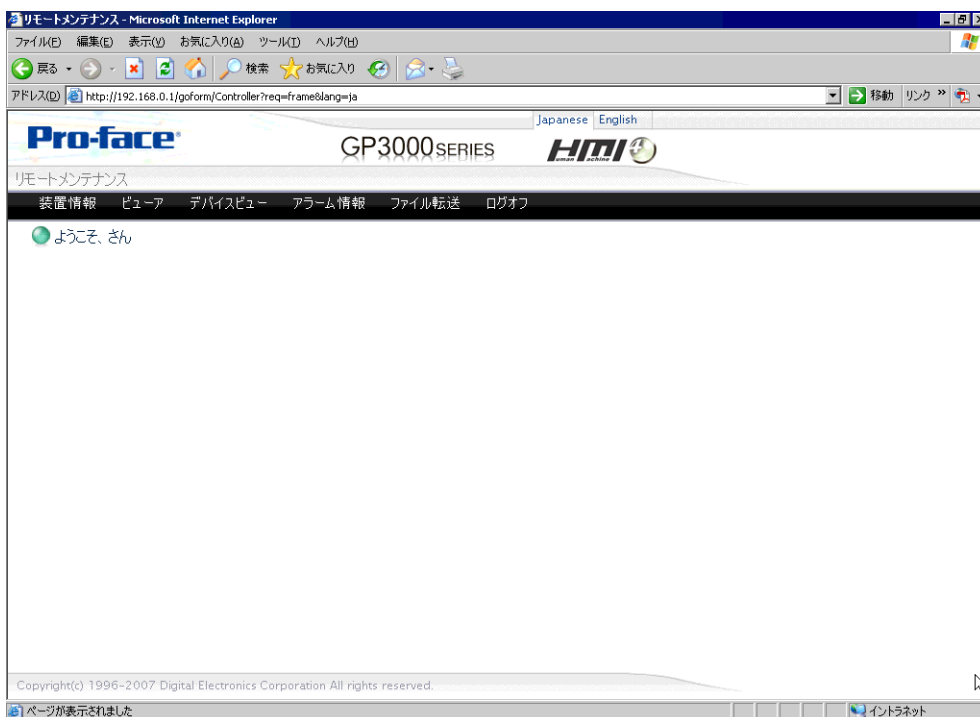 リモートメンテナンス - Microsoft Internet Explorer
ファイル(F) 編集(E) 表示(V) お気に入り(A) ツール(T) ヘルプ(H)
戻る 検索 お気に入り
アドレス(D) http://192.168.0.1/goform/Controller?req=frame&lang=ja 移動 リンク »
Japanese English
Pro-face GP3000 SERIES HMI 4
Human Machine
リモートメンテナンス
装置情報 ビューア デバイスビュー アラーム情報 ファイル転送 ログオフ
ようこそ、さん
Copyright(c) 1996-2007 Digital Electronics Corporation All rights reserved.
ページが表示されました イントラネット